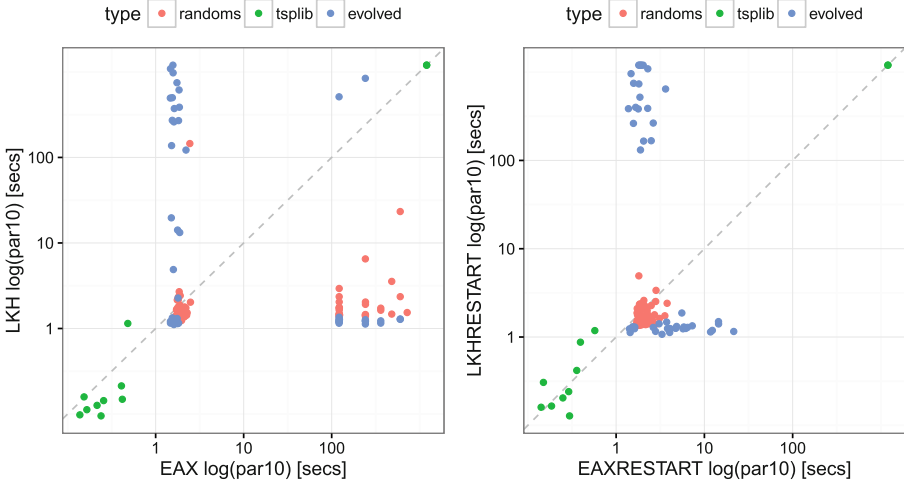 type randoms tsplib evolved
LKH log(par10) [secs]
100
10
1
1 10 100
EAX log(par10) [secs]
type randoms tsplib evolved
LKHRESTART log(par10) [secs]
100
10
1
1 10 100
EAXRESTART log(par10) [secs]